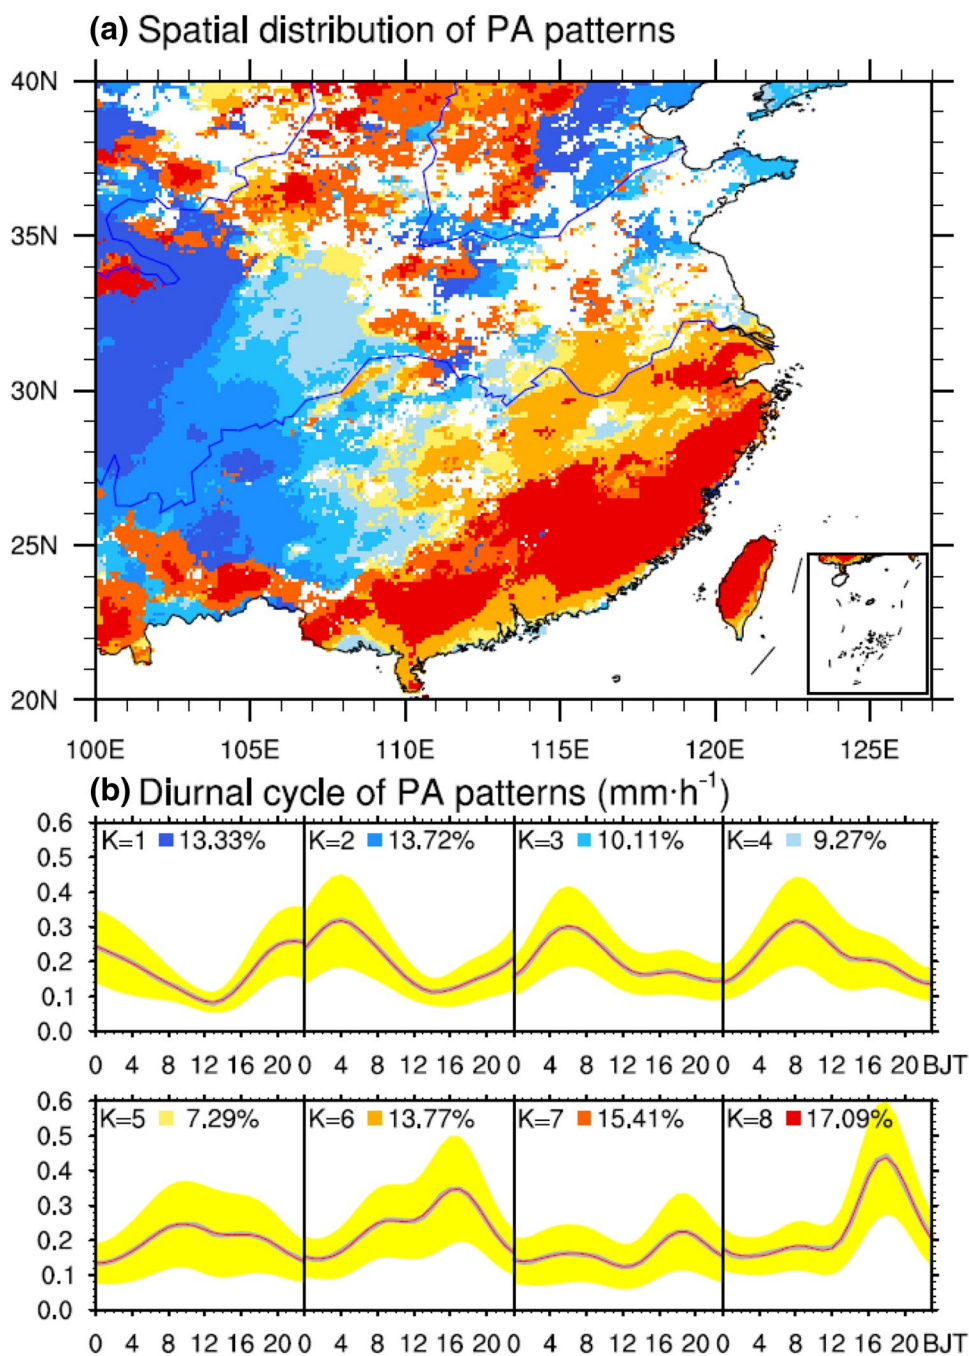 (a) Spatial distribution of PA patterns
40N
35N
30N
25N
20N
100E 105E 110E 115E 120E 125E
(b) Diurnal cycle of PA patterns (mm·h⁻¹)
0.6
0.5
0.4
0.3
0.2
0.1
0.0
K=1 13.33% K=2 13.72% K=3 10.11% K=4 9.27%
0 4 8 12 16 20 0 4 8 12 16 20 0 4 8 12 16 20 0 4 8 12 16 20 BJT
0.6
0.5
0.4
0.3
0.2
0.1
0.0
K=5 7.29% K=6 13.77% K=7 15.41% K=8 17.09%
0 4 8 12 16 20 0 4 8 12 16 20 0 4 8 12 16 20 0 4 8 12 16 20 BJT